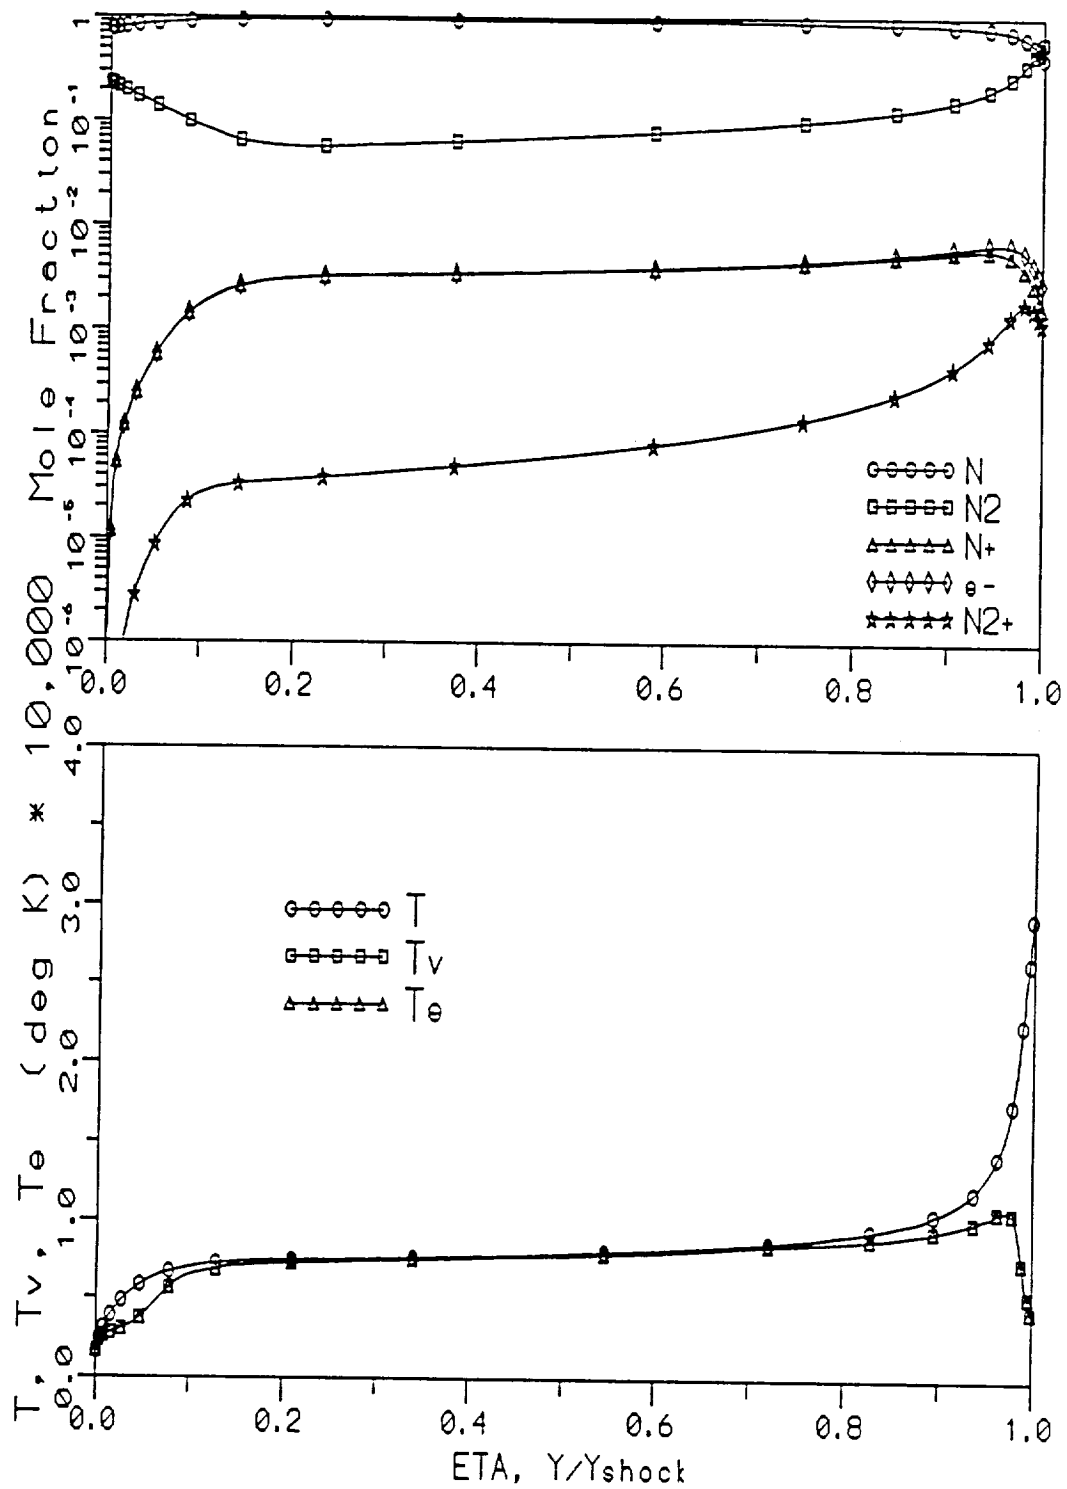 Mole Fraction
1
10-1
10-2
10-3
10-4
10-5
10-6
N
N2
N+
e-
N2+
0.0 0.2 0.4 0.6 0.8 1.0
T, Tv, Te (deg K) * 10,000
4.0
3.0
2.0
1.0
0.0
T
Tv
Te
0.0 0.2 0.4 0.6 0.8 1.0
ETA, Y/Yshock